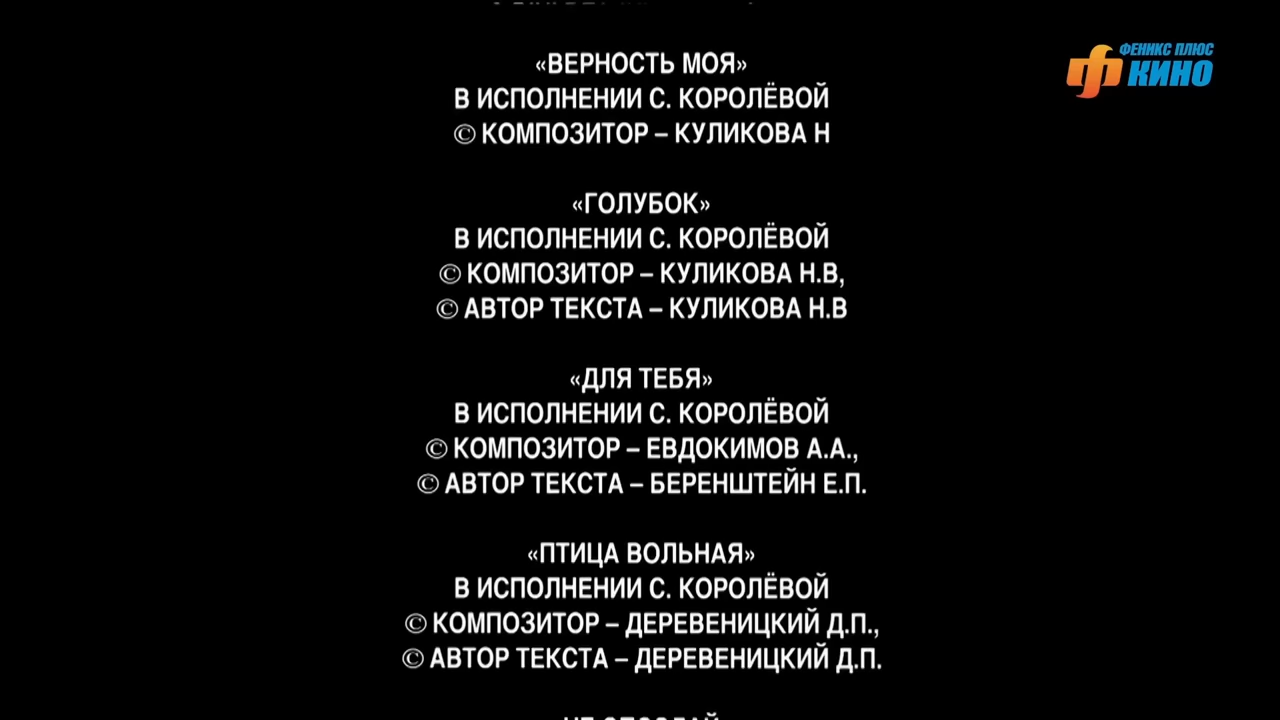 ФЕНИКС ПЛЮС
КИНО
«ВЕРНОСТЬ МОЯ»
В ИСПОЛНЕНИИ С. КОРОЛЁВОЙ
© КОМПОЗИТОР – КУЛИКОВА Н
«ГОЛУБОК»
В ИСПОЛНЕНИИ С. КОРОЛЁВОЙ
© КОМПОЗИТОР – КУЛИКОВА Н.В,
© АВТОР ТЕКСТА – КУЛИКОВА Н.В
«ДЛЯ ТЕБЯ»
В ИСПОЛНЕНИИ С. КОРОЛЁВОЙ
© КОМПОЗИТОР – ЕВДОКИМОВ А.А.,
© АВТОР ТЕКСТА – БЕРЕНШТЕЙН Е.П.
«ПТИЦА ВОЛЬНАЯ»
В ИСПОЛНЕНИИ С. КОРОЛЁВОЙ
© КОМПОЗИТОР – ДЕРЕВЕНИЦКИЙ Д.П.,
© АВТОР ТЕКСТА – ДЕРЕВЕНИЦКИЙ Д.П.